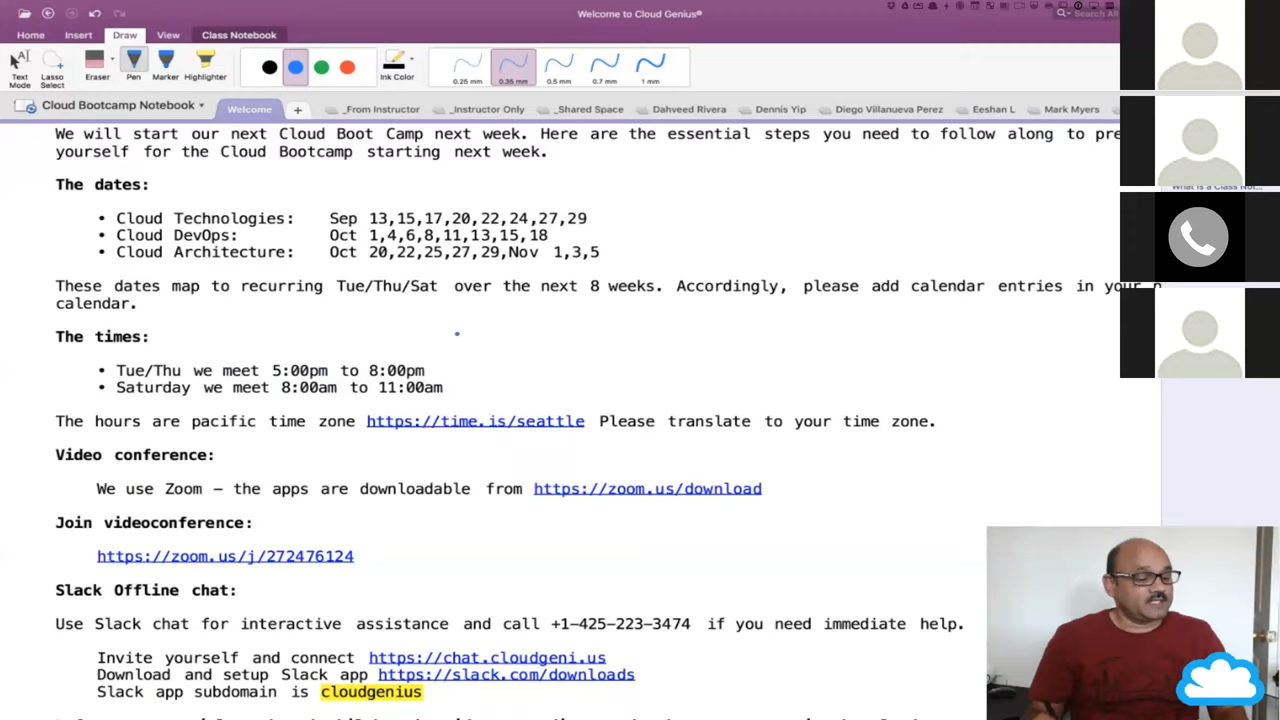 Welcome to Cloud Genius®
Search All
Home Insert Draw View Class Notebook
Text Mode
Lasso Select
Eraser
Pen
Marker
Highlighter
Ink Color
0.25 mm 0.35 mm 0.5 mm 0.7 mm 1 mm
Cloud Bootcamp Notebook Welcome + _From Instructor _Instructor Only _Shared Space Dahveed Rivera Dennis Yip Diego Villanueva Perez Eeshan L Mark Myers
We will start our next Cloud Boot Camp next week. Here are the essential steps you need to follow along to pre
yourself for the Cloud Bootcamp starting next week.
What is a Class Not...
The dates:
• Cloud Technologies: Sep 13,15,17,20,22,24,27,29
• Cloud DevOps: Oct 1,4,6,8,11,13,15,18
• Cloud Architecture: Oct 20,22,25,27,29,Nov 1,3,5
These dates map to recurring Tue/Thu/Sat over the next 8 weeks. Accordingly, please add calendar entries in your
calendar.
The times:
• Tue/Thu we meet 5:00pm to 8:00pm
• Saturday we meet 8:00am to 11:00am
The hours are pacific time zone https://time.is/seattle Please translate to your time zone.
Video conference:
We use Zoom – the apps are downloadable from https://zoom.us/download
Join videoconference:
https://zoom.us/j/272476124
Slack Offline chat:
Use Slack chat for interactive assistance and call +1–425–223–3474 if you need immediate help.
Invite yourself and connect https://chat.cloudgeni.us
Download and setup Slack app https://slack.com/downloads
Slack app subdomain is cloudgenius